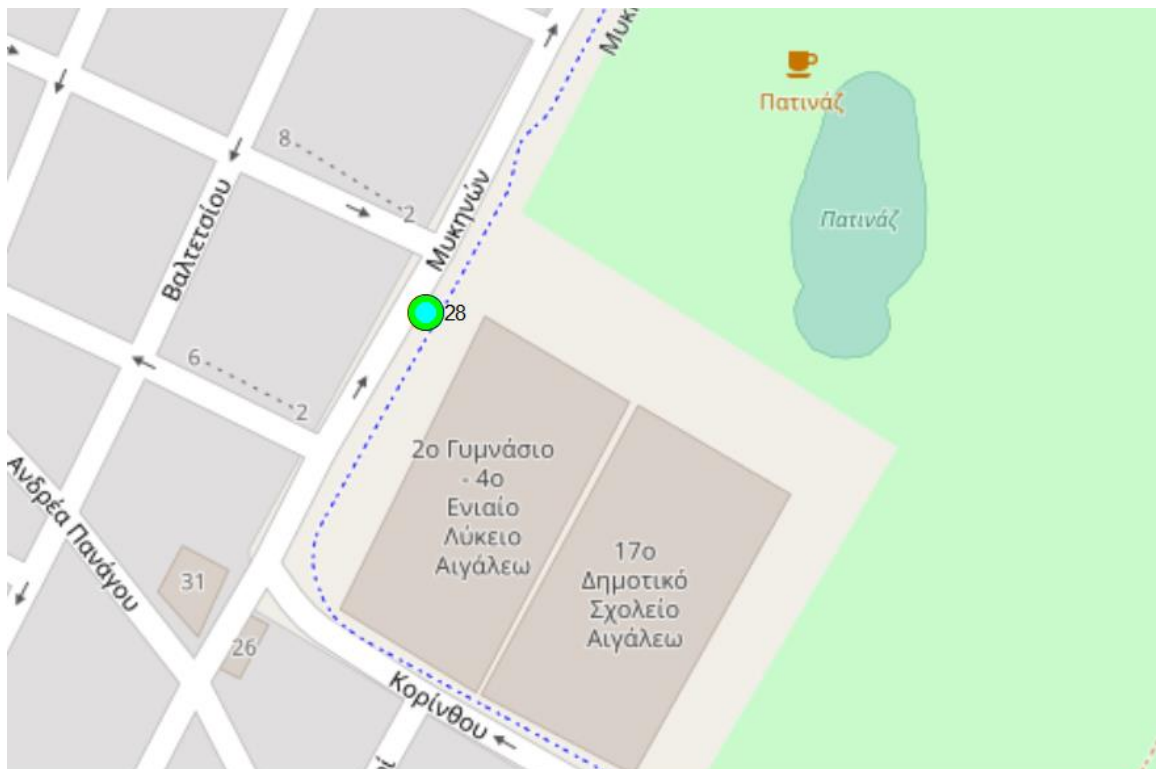 Μυκη
Πατινάζ
8
2
Μυκηνών
Βαλτετσίου
Πατινάζ
28
6
2
2ο Γυμνάσιο
- 4ο
Ενιαίο
Λύκειο
Αιγάλεω
Ανδρέα Πανάγου
17ο
Δημοτικό
Σχολείο
Αιγάλεω
31
26
Κορίνθου